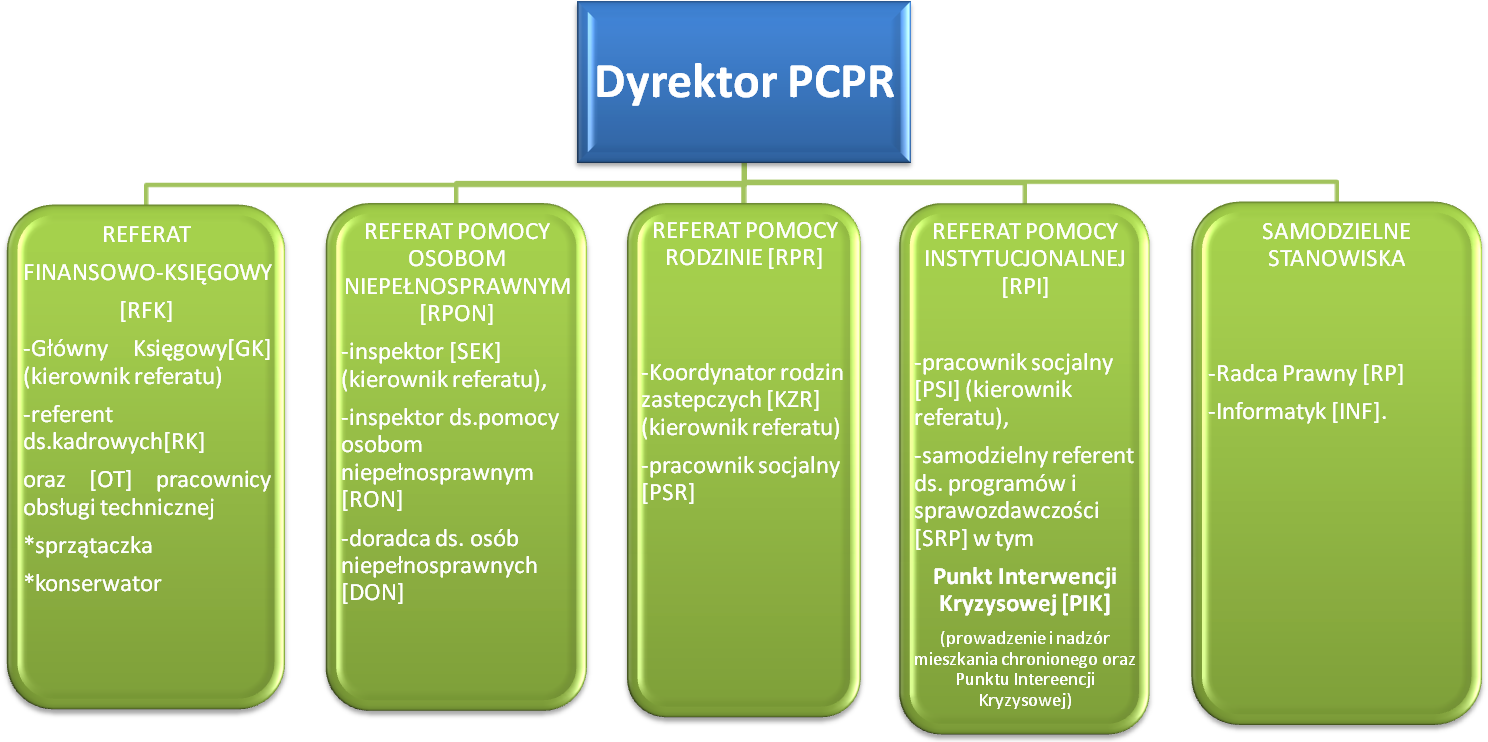 Dyrektor PCPR
REFERAT
FINANSOWO-KSIĘGOWY
[RFK]
-Główny Księgowy[GK]
(kierownik referatu)
-referent
ds.kadrowych[RK]
oraz [OT] pracownicy
obsługi technicznej
*sprzątaczka
*konserwator
REFERAT POMOCY
OSOBOM
NIEPEŁNOSPRAWNYM
[RPON]
-inspektor [SEK]
(kierownik referatu),
-inspektor ds.pomocy
osobom
niepełnosprawnym
[RON]
-doradca ds. osób
niepełnosprawnych
[DON]
REFERAT POMOCY
RODZINIE [RPR]
-Koordynator rodzin
zastepczych [KZR]
(kierownik referatu)
-pracownik socjalny
[PSR]
REFERAT POMOCY
INSTYTUCJONALNEJ
[RPI]
-pracownik socjalny
[PSI] (kierownik
referatu),
-samodzielny referent
ds. programów i
sprawozdawczości
[SRP] w tym
Punkt Interwencji
Kryzysowej [PIK]
(prowadzenie i nadzór
mieszkania chronionego oraz
Punktu Intereencji
Kryzysowej)
SAMODZIELNE
STANOWISKA
-Radca Prawny [RP]
-Informatyk [INF].